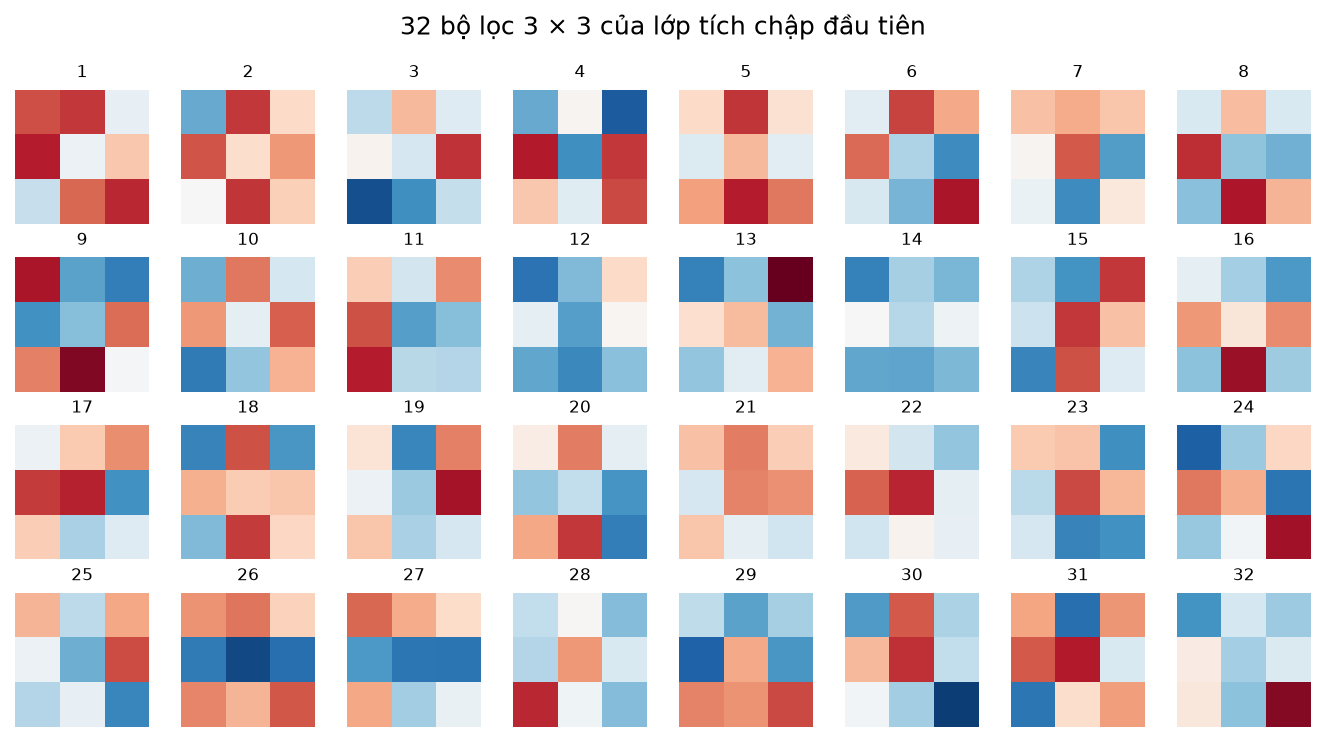 32 bộ lọc 3 × 3 của lớp tích chập đầu tiên
1 2 3 4 5 6 7 8
9 10 11 12 13 14 15 16
17 18 19 20 21 22 23 24
25 26 27 28 29 30 31 32